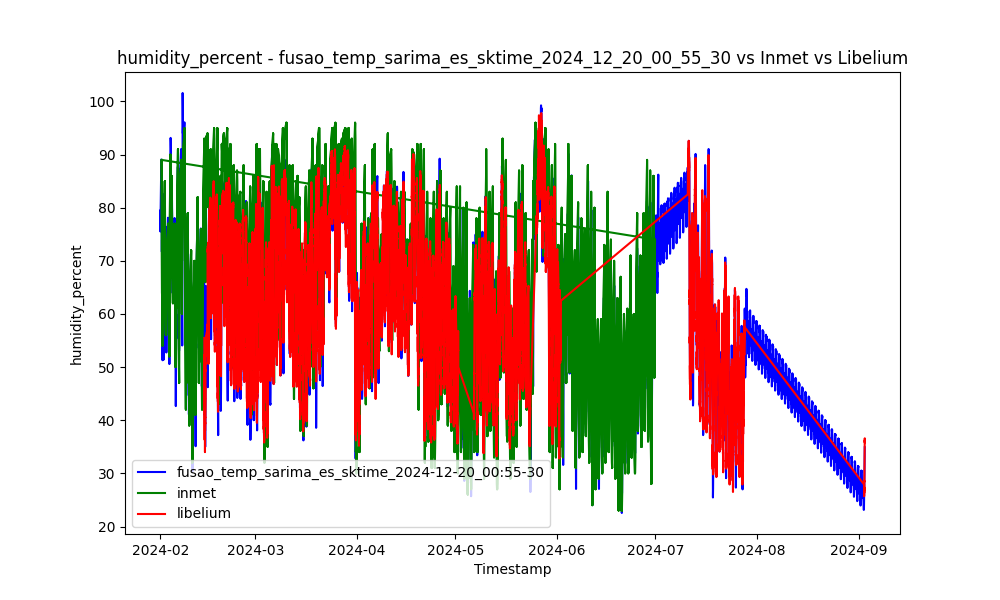 humidity_percent - fusao_temp_sarima_es_sktime_2024_12_20_00_55_30 vs Inmet vs Libelium
100
90
80
70
60
50
40
30
20
humidity_percent
fusao_temp_sarima_es_sktime_2024-12-20_00:55-30
inmet
libelium
2024-02 2024-03 2024-04 2024-05 2024-06 2024-07 2024-08 2024-09
Timestamp